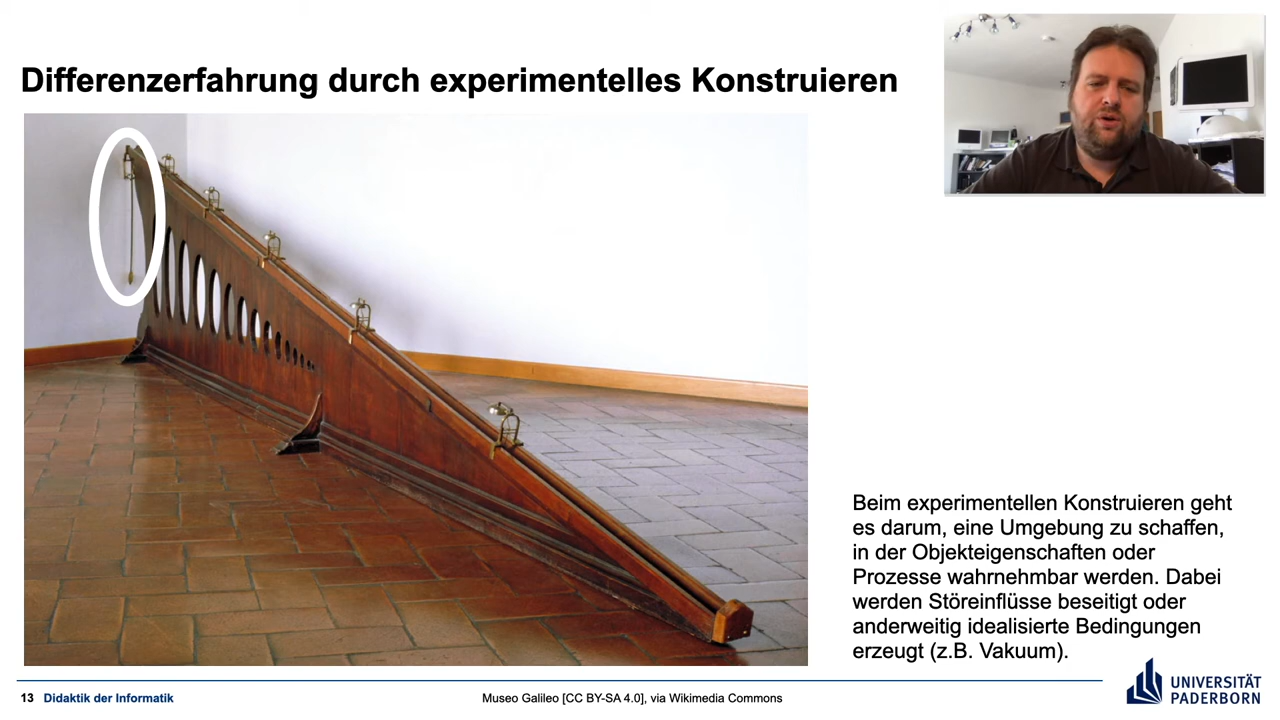 Differenzerfahrung durch experimentelles Konstruieren
Beim experimentellen Konstruieren geht
es darum, eine Umgebung zu schaffen,
in der Objekteigenschaften oder
Prozesse wahrnehmbar werden. Dabei
werden Störeinflüsse beseitigt oder
anderweitig idealisierte Bedingungen
erzeugt (z.B. Vakuum).
13 Didaktik der Informatik
Museo Galileo [CC BY-SA 4.0], via Wikimedia Commons
UNIVERSITÄT
PADERBORN